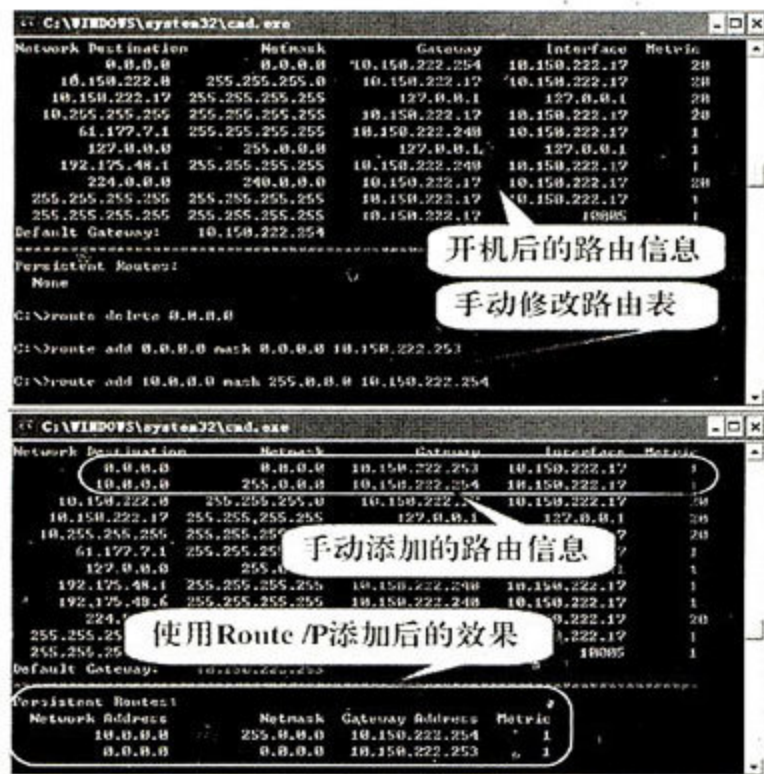 C:\WINDOWS\system32\cmd.exe
Network Destination Netmask Gateway Interface Metric
0.0.0.0 0.0.0.0 10.150.222.254 10.150.222.17 20
10.150.222.0 255.255.255.0 10.150.222.17 10.150.222.17 20
10.150.222.17 255.255.255.255 127.0.0.1 127.0.0.1 20
10.255.255.255 255.255.255.255 10.150.222.17 10.150.222.17 20
61.177.7.1 255.255.255.255 10.150.222.240 10.150.222.17 1
127.0.0.0 255.0.0.0 127.0.0.1 127.0.0.1 1
192.175.48.1 255.255.255.255 10.150.222.240 10.150.222.17 1
224.0.0.0 240.0.0.0 10.150.222.17 10.150.222.17 20
255.255.255.255 255.255.255.255 10.150.222.17 10.150.222.17 1
255.255.255.255 255.255.255.255 10.150.222.17 10005 1
Default Gateway: 10.150.222.254
开机后的路由信息
Persistent Routes:
None
手动修改路由表
C:\>route delete 0.0.0.0
C:\>route add 0.0.0.0 mask 0.0.0.0 10.150.222.253
C:\>route add 10.0.0.0 mask 255.0.0.0 10.150.222.254
C:\WINDOWS\system32\cmd.exe
Network Destination Netmask Gateway Interface Metric
0.0.0.0 0.0.0.0 10.150.222.253 10.150.222.17 1
10.0.0.0 255.0.0.0 10.150.222.254 10.150.222.17 1
10.150.222.0 255.255.255.0 10.150.222.17 20
10.150.222.17 255.255.255.255 127.0.0.1 127.0.0.1 20
10.255.255.255 20
手动添加的路由信息
61.177.7.1 1
127.0.0.0 1
192.175.48.1 255.255.255.255 10.150.222.240 10.150.222.17 1
192.175.48.6 255.255.255.255 10.150.222.240 10.150.222.17 1
20
使用Route /P添加后的效果
1
10005 1
Default Gateway:
Persistent Routes:
Network Address Netmask Gateway Address Metric
10.0.0.0 255.0.0.0 10.150.222.254 1
0.0.0.0 0.0.0.0 10.150.222.253 1